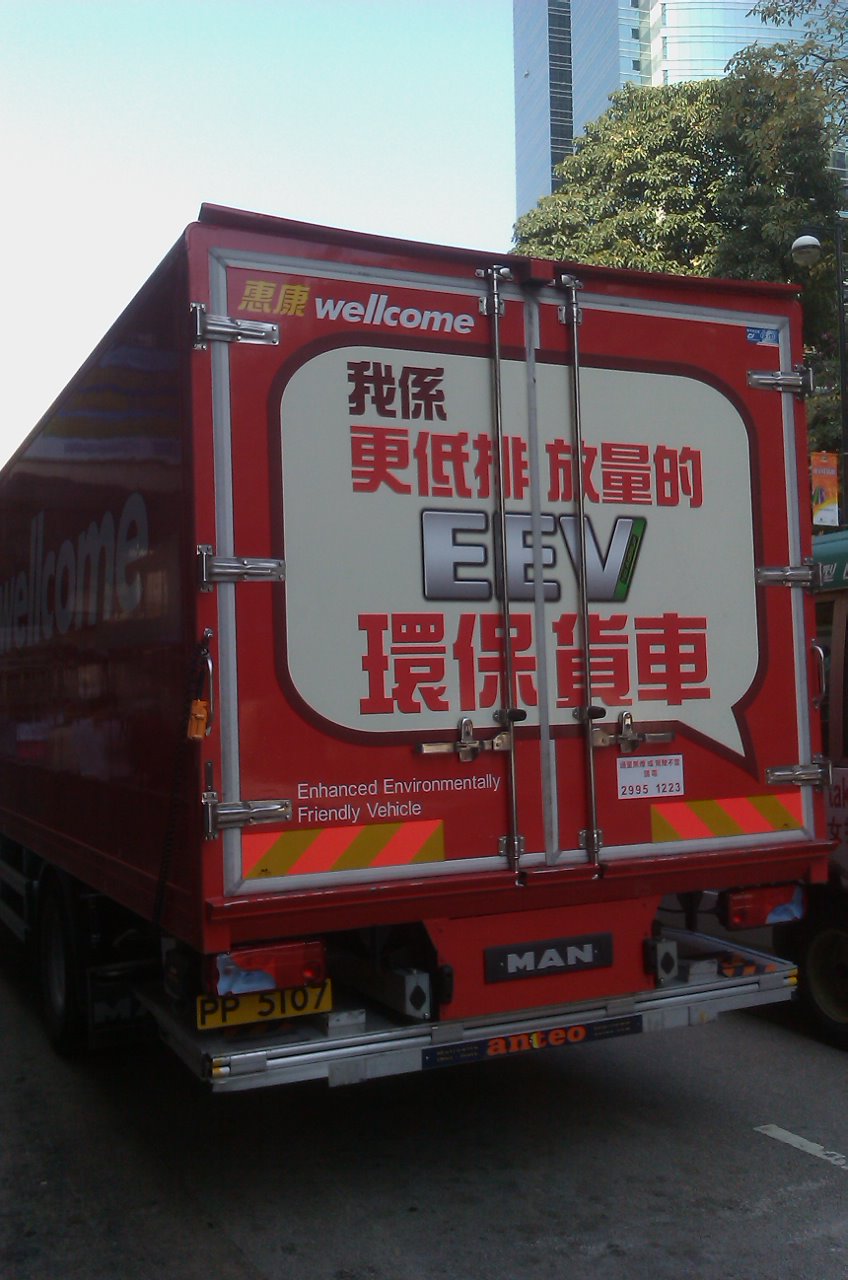 惠康 wellcome
我係
更低排放量的
EEV
環保貨車
Enhanced Environmentally
Friendly Vehicle
2995 1223
wellcome
MAN
PP 5107
anteo